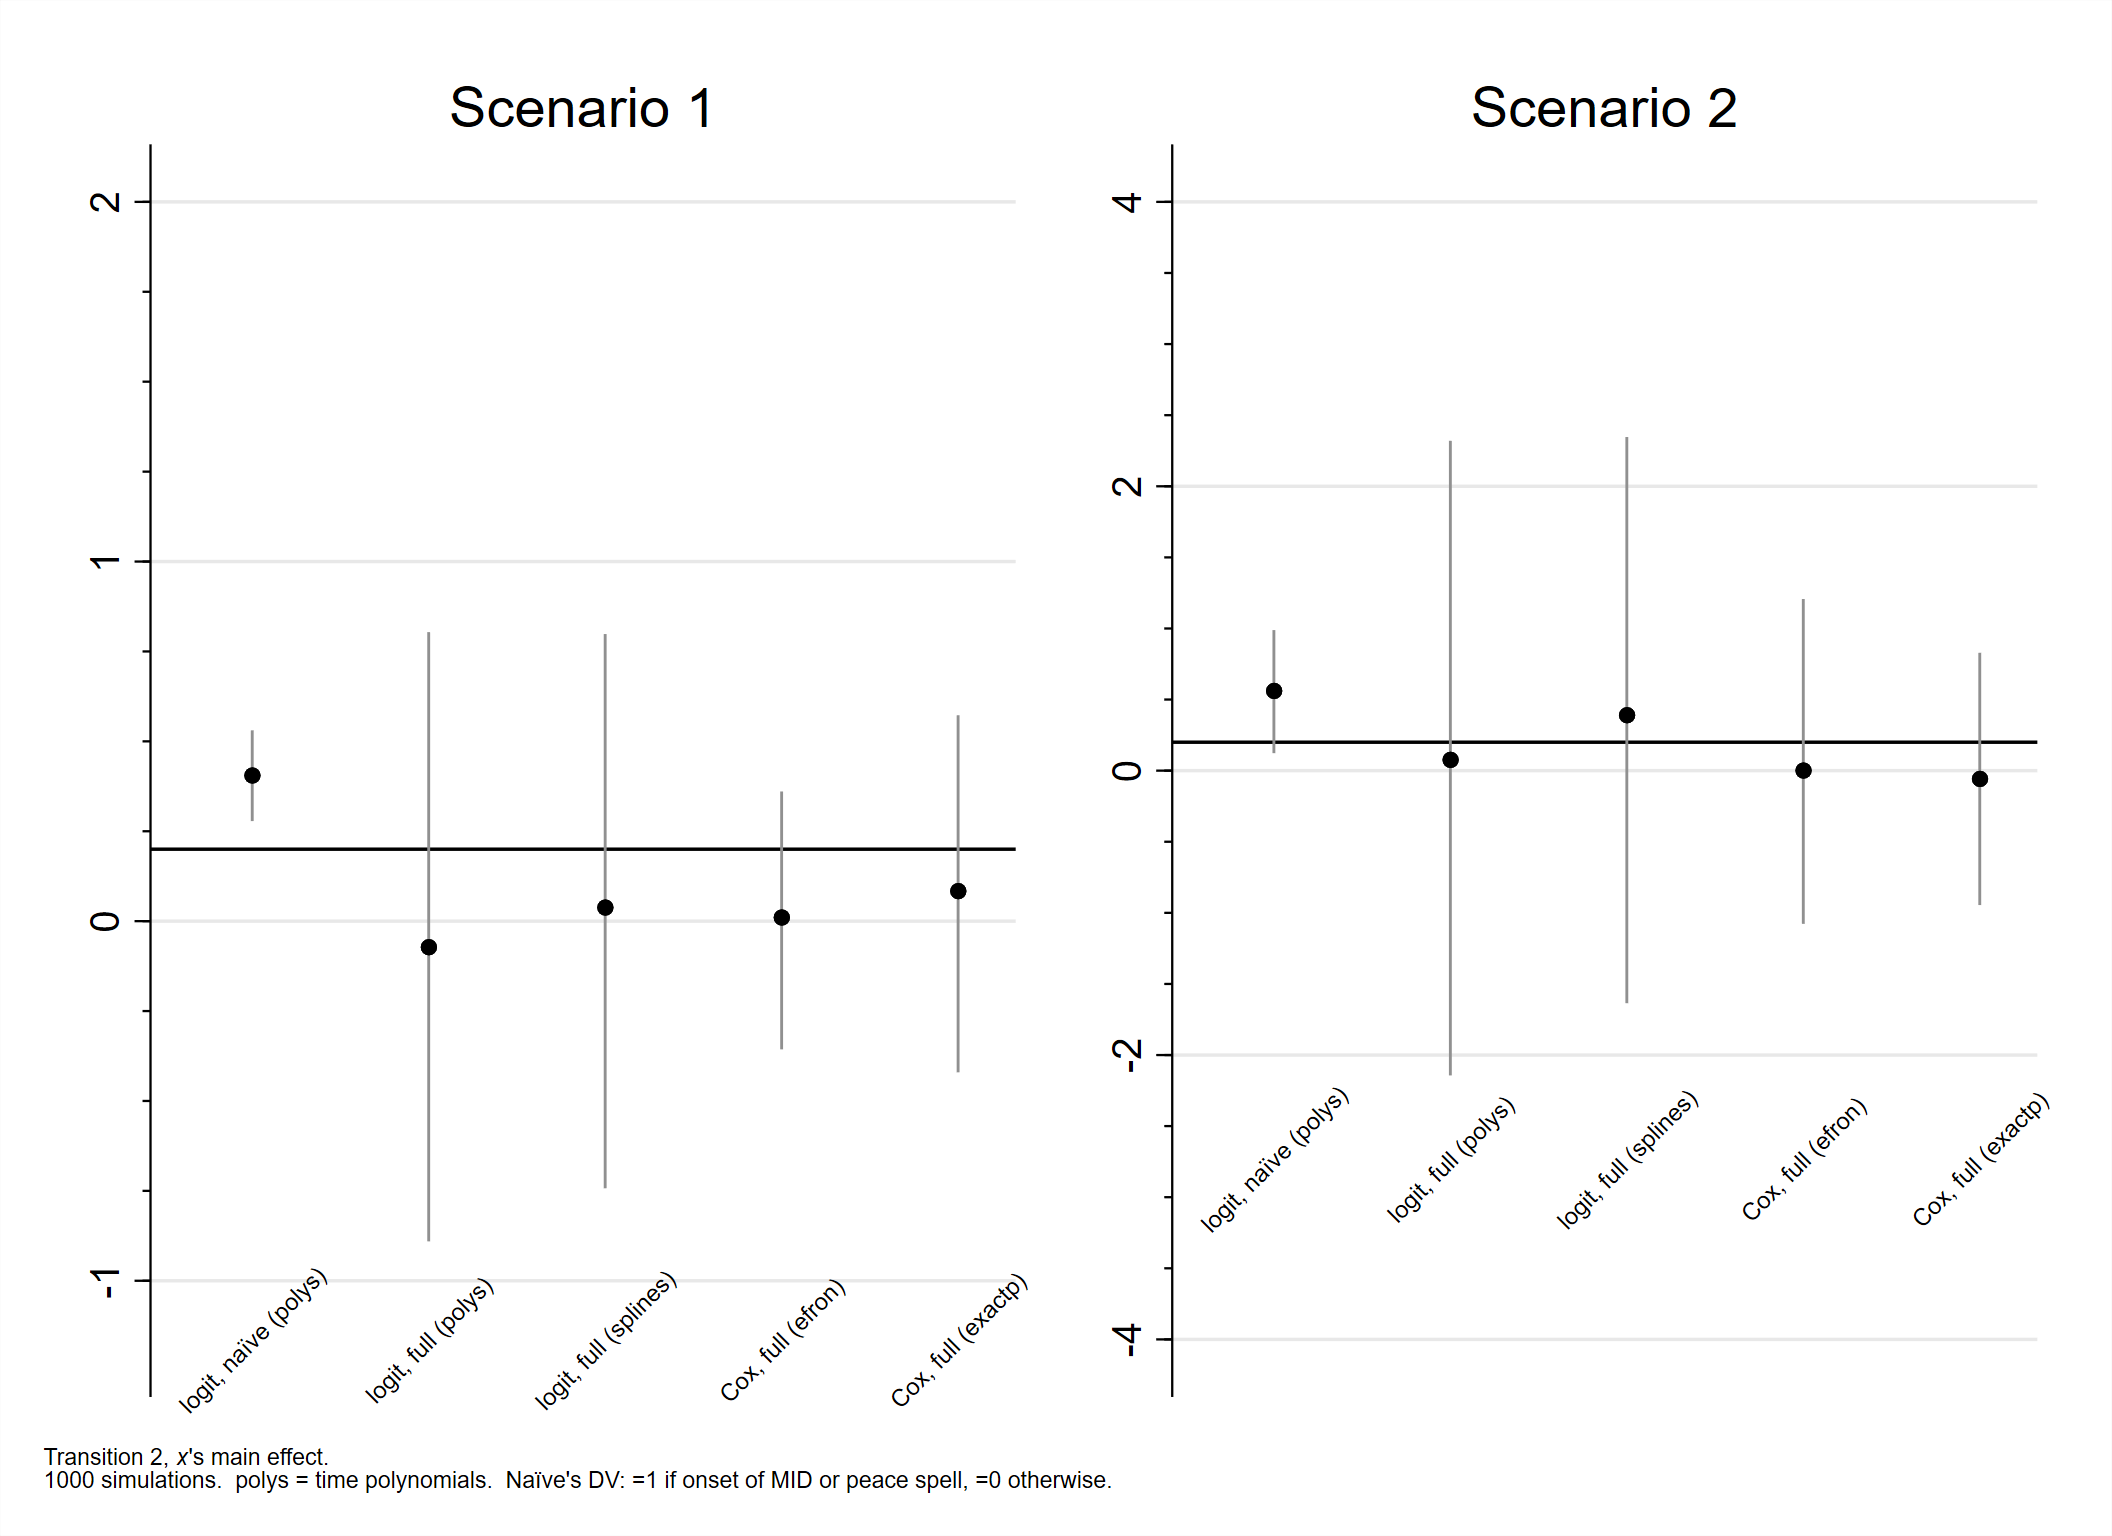 Scenario 1
2
1
0
-1
logit, naïve (polys)
logit, full (polys)
logit, full (splines)
Cox, full (efron)
Cox, full (exactp)
Scenario 2
4
2
0
-2
-4
logit, naïve (polys)
logit, full (polys)
logit, full (splines)
Cox, full (efron)
Cox, full (exactp)
Transition 2, x's main effect.
1000 simulations.  polys = time polynomials.  Naïve's DV: =1 if onset of MID or peace spell, =0 otherwise.